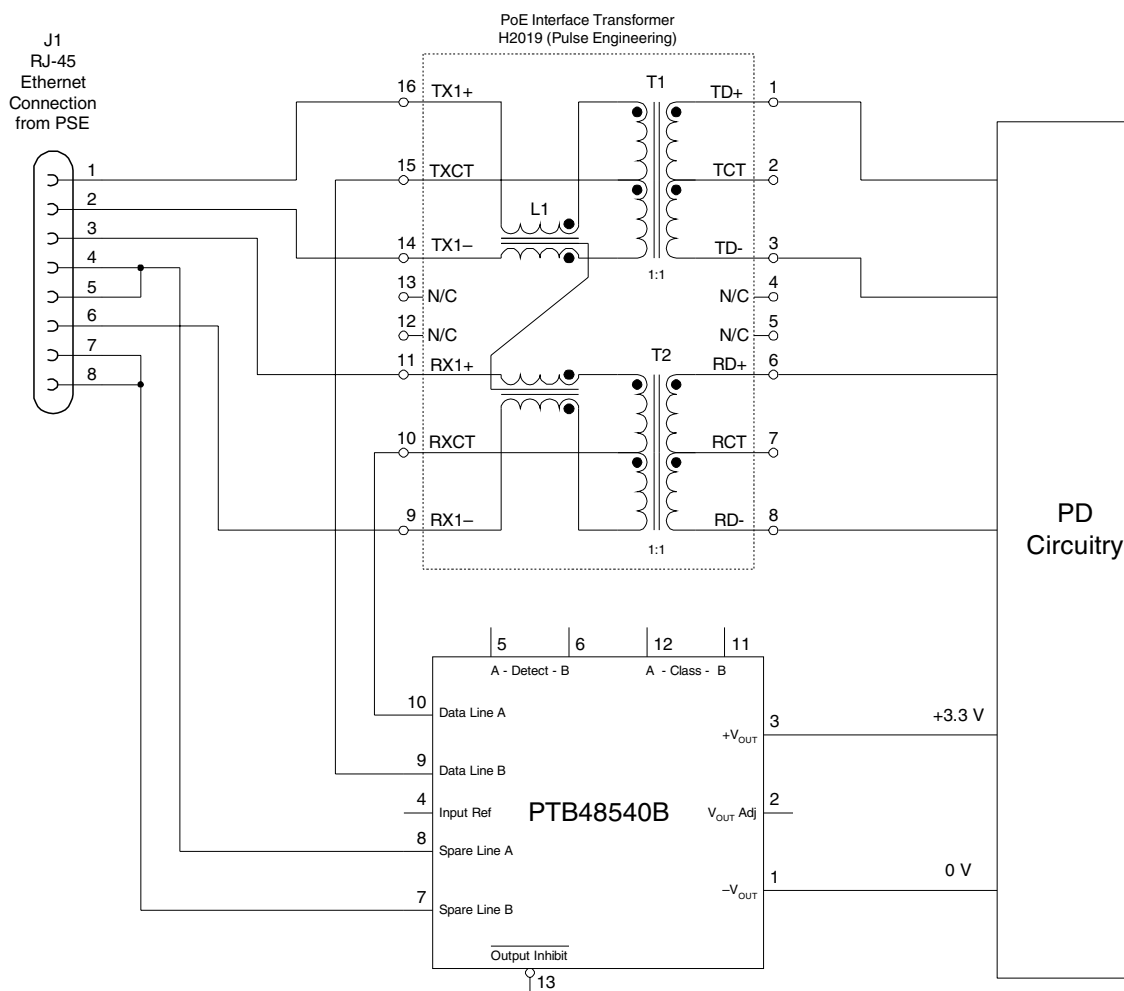 PoE Interface Transformer
H2019 (Pulse Engineering)
J1
RJ-45
Ethernet
Connection
from PSE
1
2
3
4
5
6
7
8
16 TX1+
15 TXCT
14 TX1–
13 N/C
12 N/C
11 RX1+
10 RXCT
9 RX1–
L1
T1
1:1
T2
1:1
TD+ 1
TCT 2
TD- 3
N/C 4
N/C 5
RD+ 6
RCT 7
RD- 8
PD
Circuitry
5 6 12 11
A - Detect - B A - Class - B
10 Data Line A
9 Data Line B
4 Input Ref
8 Spare Line A
7 Spare Line B
PTB48540B
+VOUT 3 +3.3 V
VOUT Adj 2
–VOUT 1 0 V
Output Inhibit
13